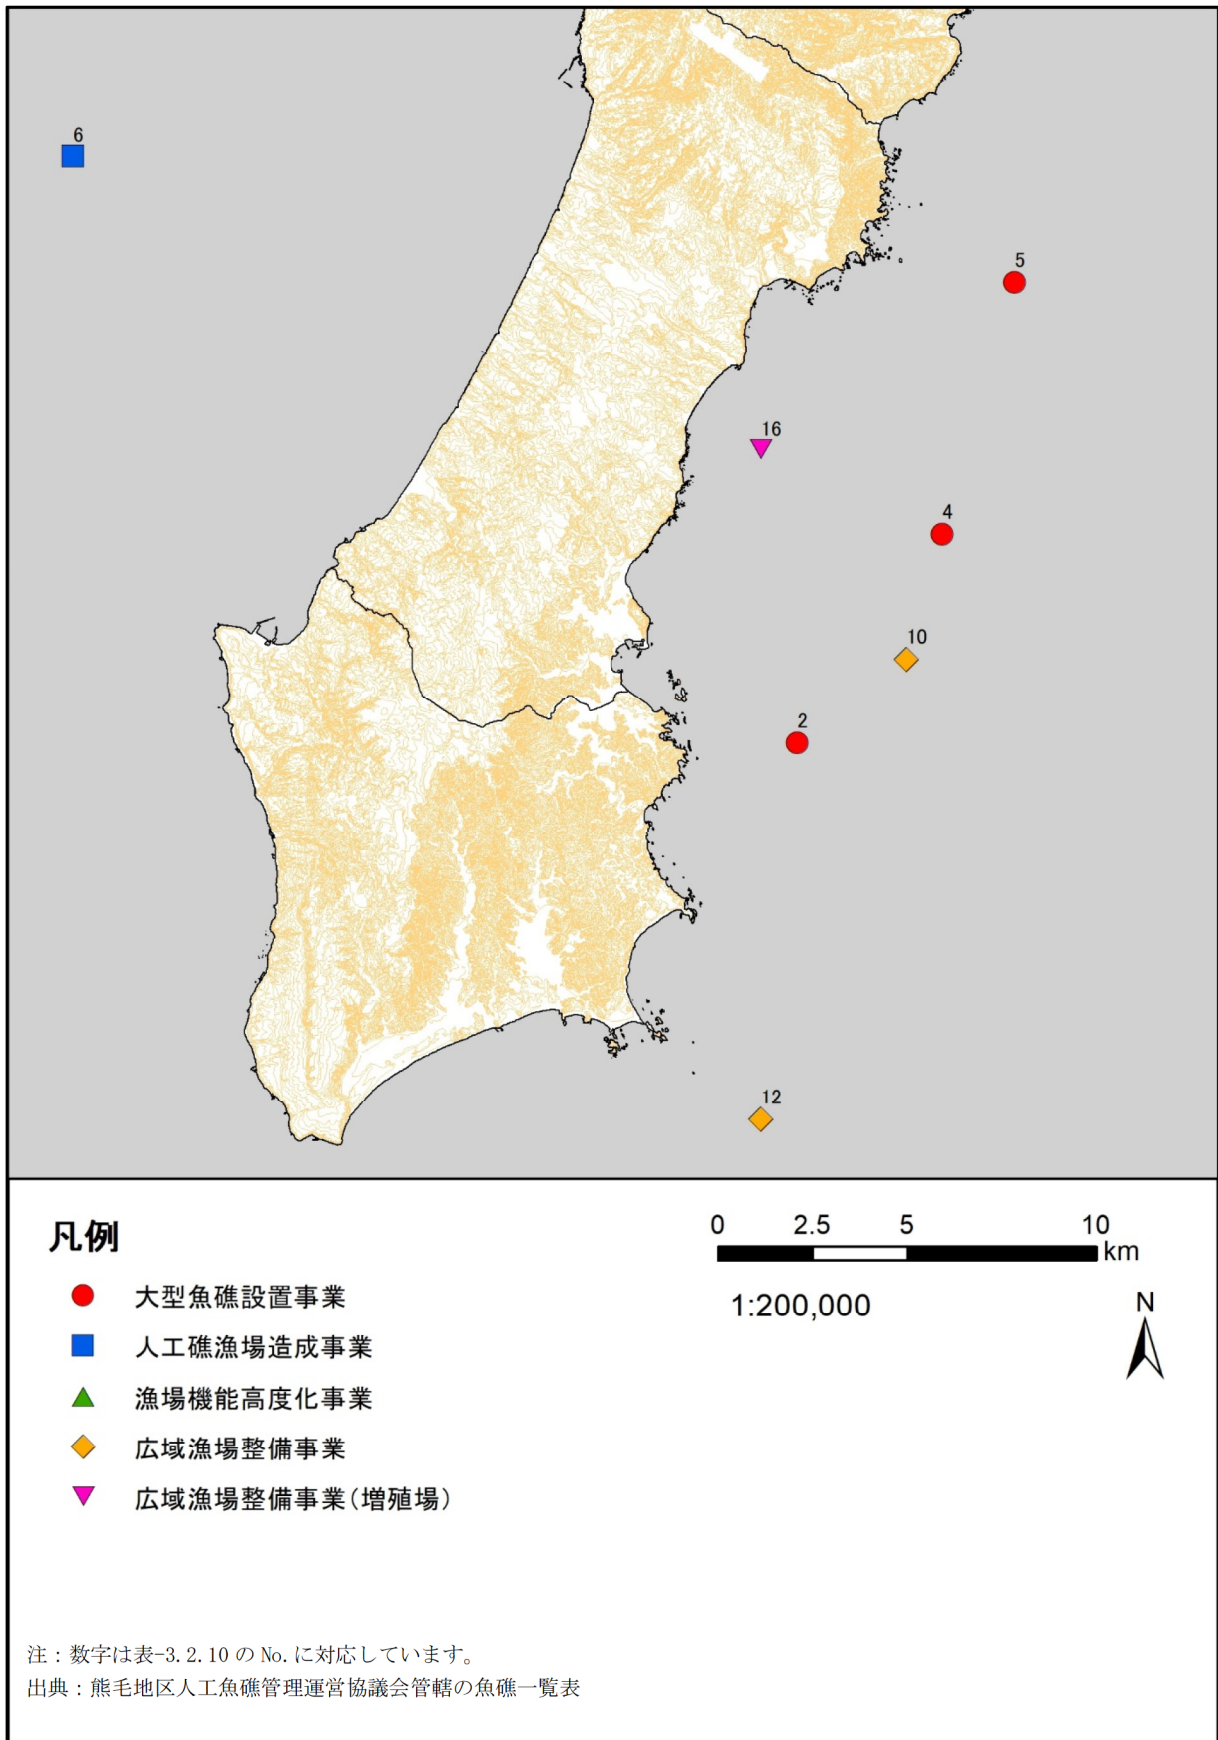 6
5
16
4
10
2
12
凡例
0 2.5 5 10
km
1:200,000
N
大型魚礁設置事業
人工礁漁場造成事業
漁場機能高度化事業
広域漁場整備事業
広域漁場整備事業(増殖場)
注：数字は表-3.2.10 の No.に対応しています。
出典：熊毛地区人工魚礁管理運営協議会管轄の魚礁一覧表